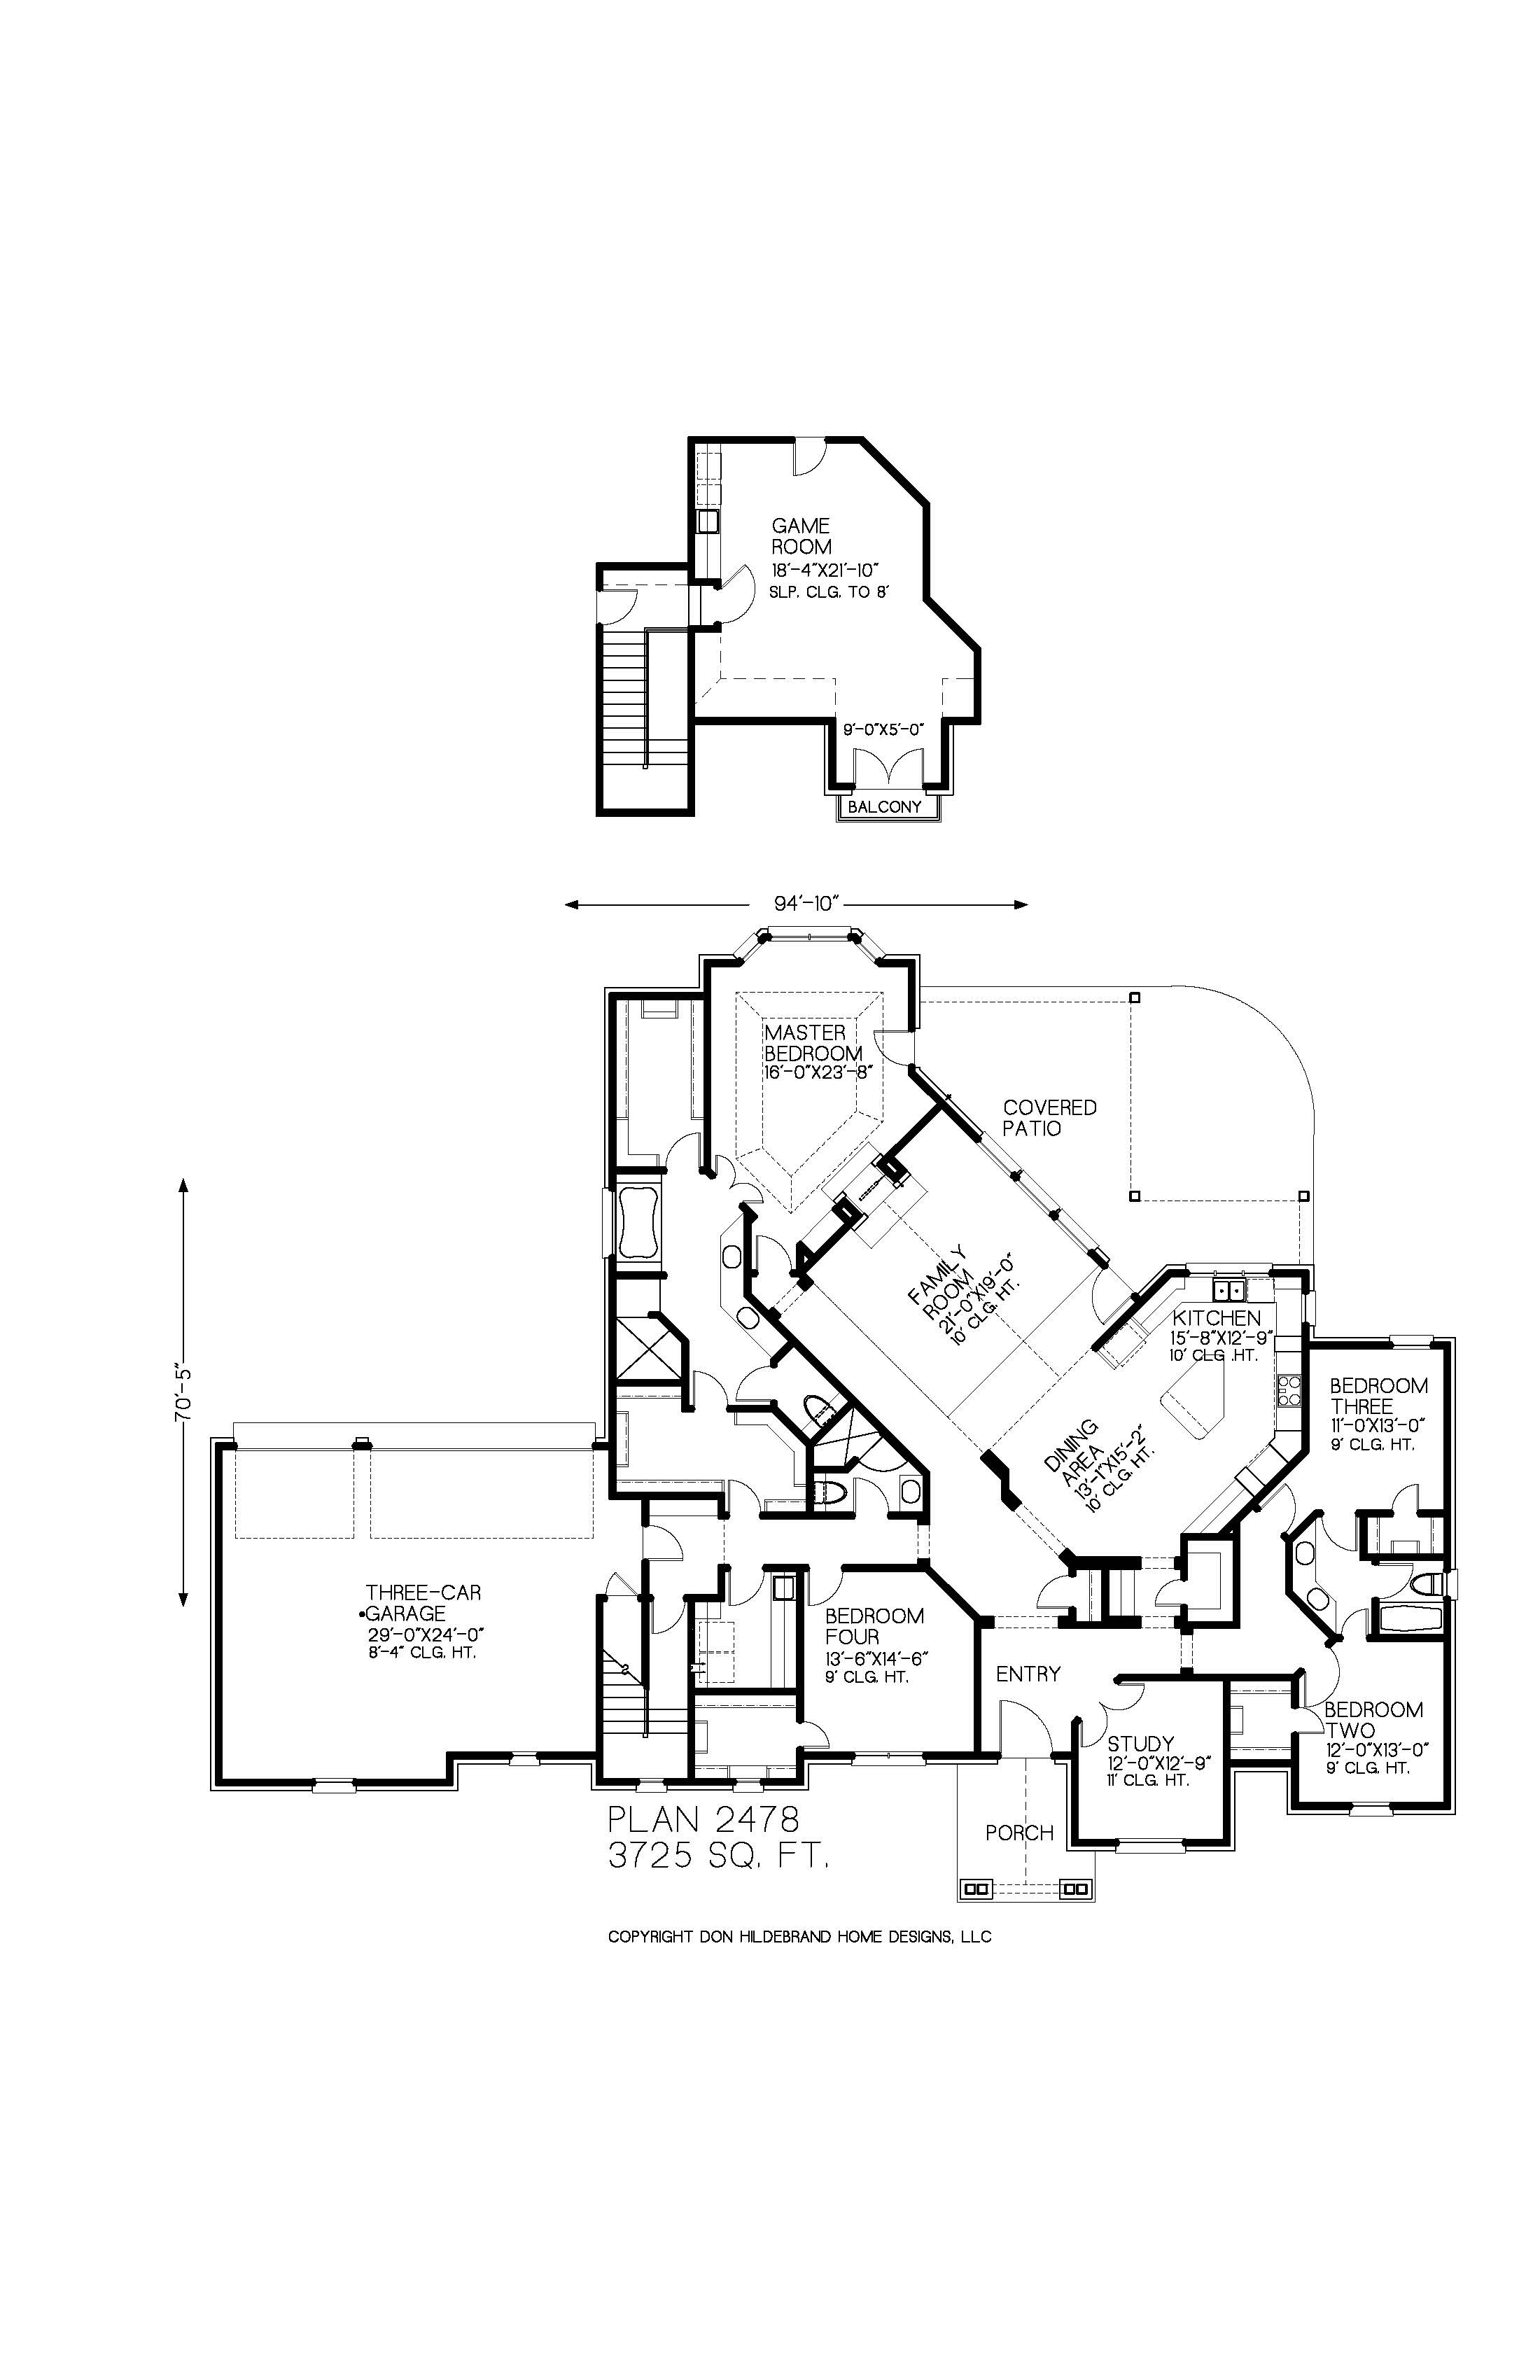 GAME
ROOM
18'-4"X21'-10"
SLP. CLG. TO 8'
9'-0"X5'-0"
BALCONY
94'-10"
MASTER
BEDROOM
16'-0"X23'-8"
COVERED
PATIO
70'-5"
FAMILY
ROOM
21'-0"X19'-0"
10' CLG. HT.
KITCHEN
15'-8"X12'-9"
10' CLG .HT.
BEDROOM
THREE
11'-0"X13'-0"
9' CLG. HT.
DINING
AREA
13'-1"X15'-2"
10' CLG. HT.
THREE-CAR
GARAGE
29'-0"X24'-0"
8'-4" CLG. HT.
BEDROOM
FOUR
13'-6"X14'-6"
9' CLG. HT.
ENTRY
STUDY
12'-0"X12'-9"
11' CLG. HT.
BEDROOM
TWO
12'-0"X13'-0"
9' CLG. HT.
PORCH
PLAN 2478
3725 SQ. FT.
COPYRIGHT DON HILDEBRAND HOME DESIGNS, LLC